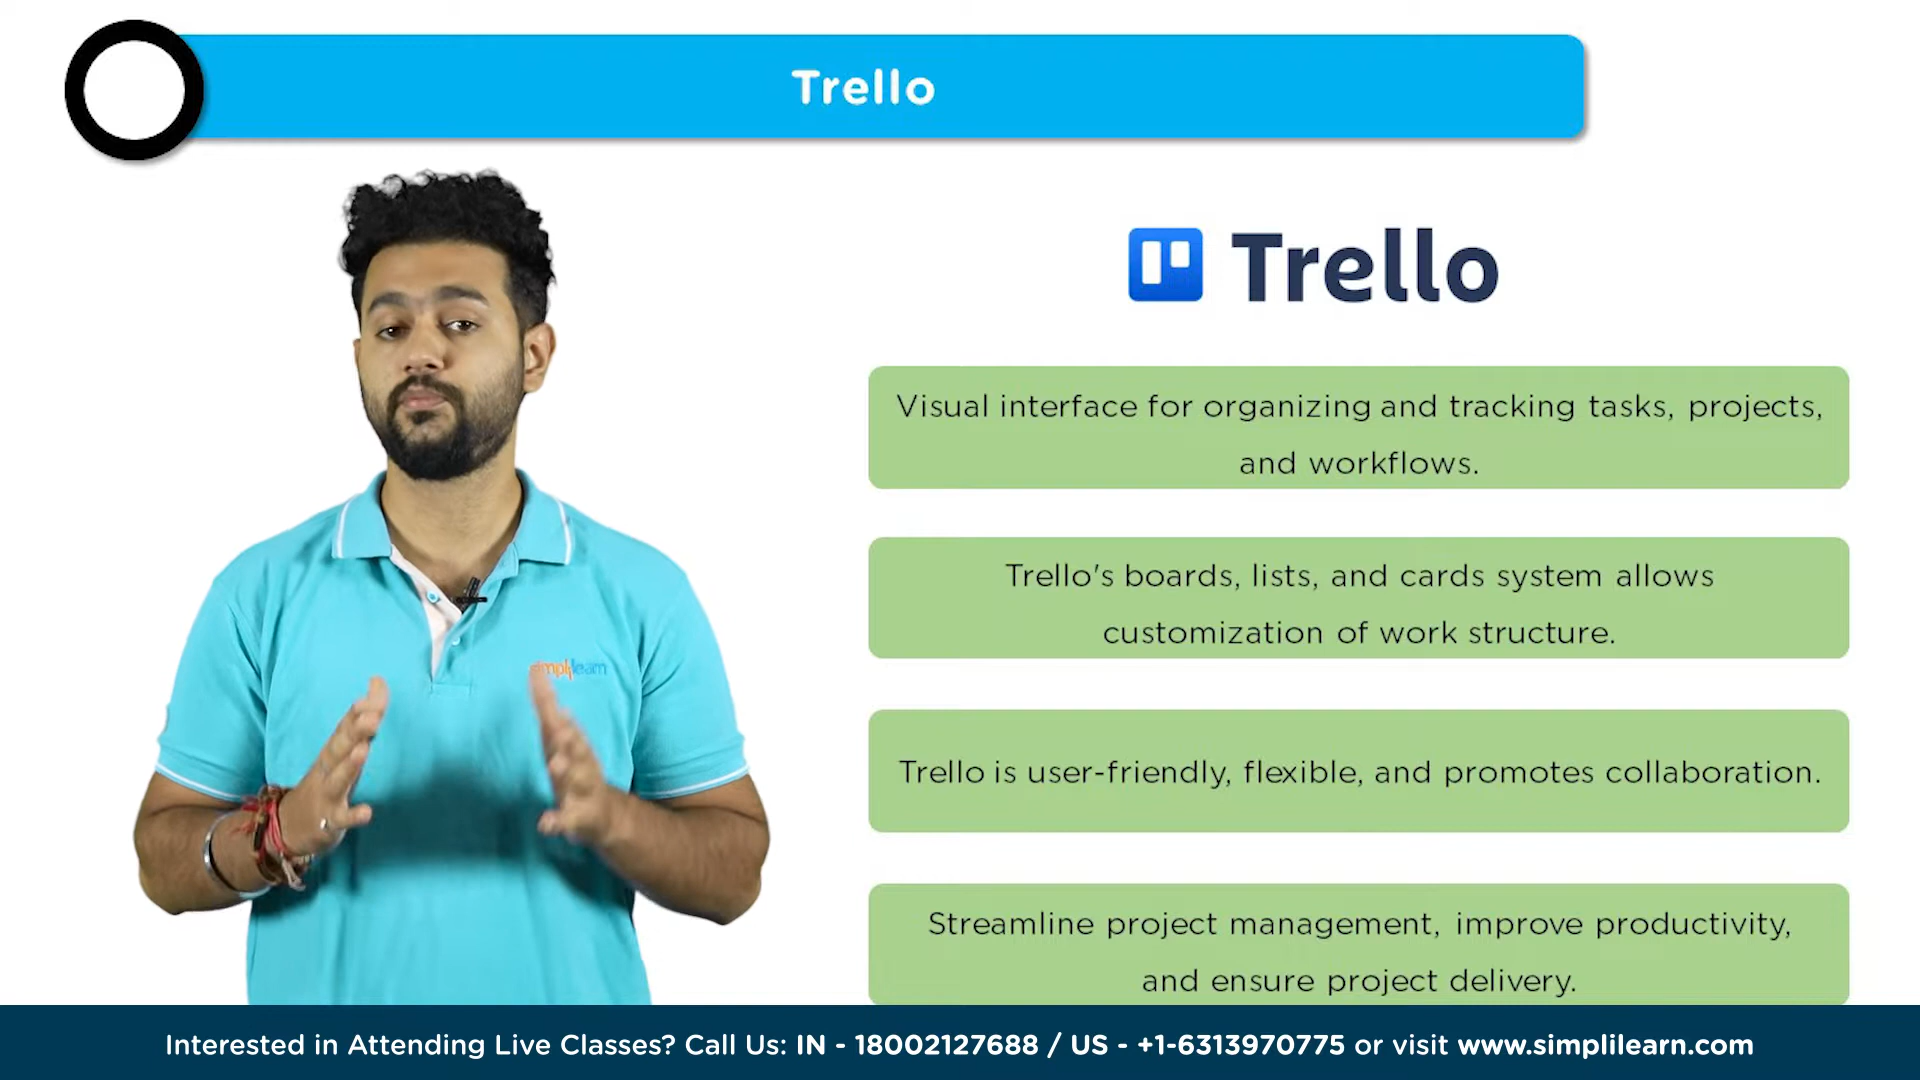 Trello
Trello
Visual interface for organizing and tracking tasks, projects,
and workflows.
Trello's boards, lists, and cards system allows
customization of work structure.
simplilearn
Trello is user-friendly, flexible, and promotes collaboration.
Streamline project management, improve productivity,
and ensure project delivery.
Interested in Attending Live Classes? Call Us: IN - 18002127688 / US - +1-6313970775 or visit www.simplilearn.com